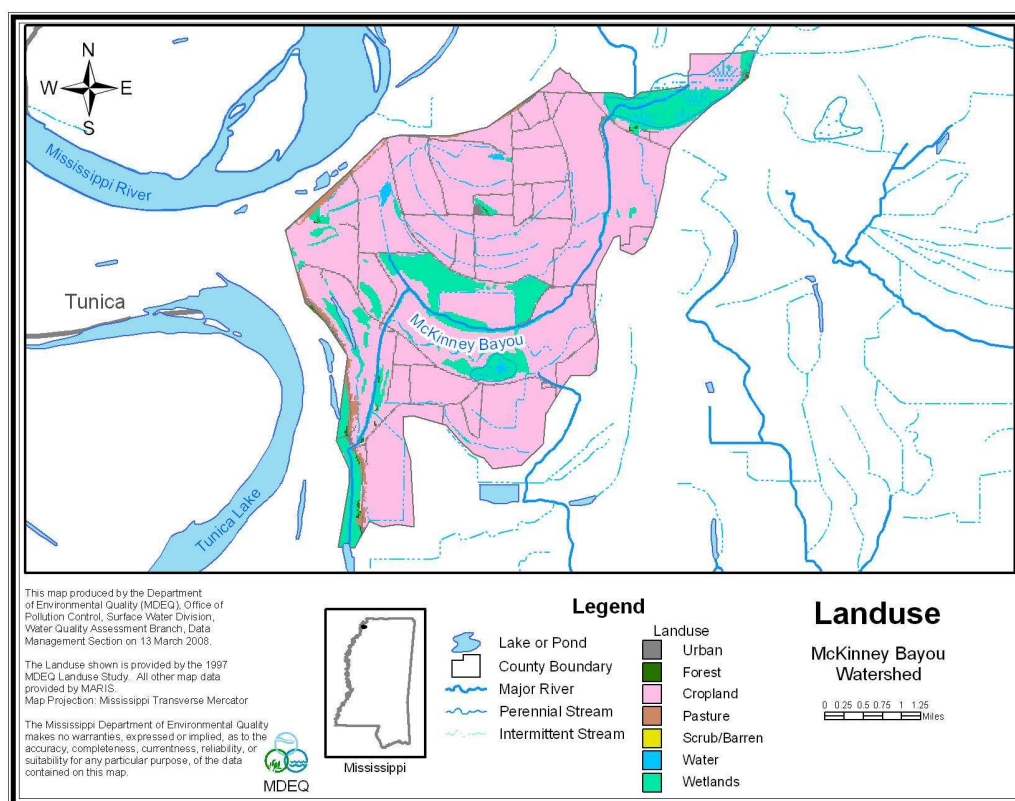 N
W E
S
Mississippi River
Tunica
McKinney Bayou
Tunica Lake
This map produced by the Department
of Environmental Quality (MDEQ), Office of
Pollution Control, Surface Water Division,
Water Quality Assessment Branch, Data
Management Section on 13 March 2008.
The Landuse shown is provided by the 1997
MDEQ Landuse Study. All other map data
provided by MARIS.
Map Projection: Mississippi Transverse Mercator
The Mississippi Department of Environmental Quality
makes no warranties, expressed or implied, as to the
accuracy, completeness, currentness, reliability, or
suitability for any particular purpose, of the data
contained on this map.
MDEQ
Mississippi
Legend
Lake or Pond
County Boundary
Major River
Perennial Stream
Intermittent Stream
Landuse
Urban
Forest
Cropland
Pasture
Scrub/Barren
Water
Wetlands
Landuse
McKinney Bayou
Watershed
0 0.25 0.5 0.75 1 1.25
Miles